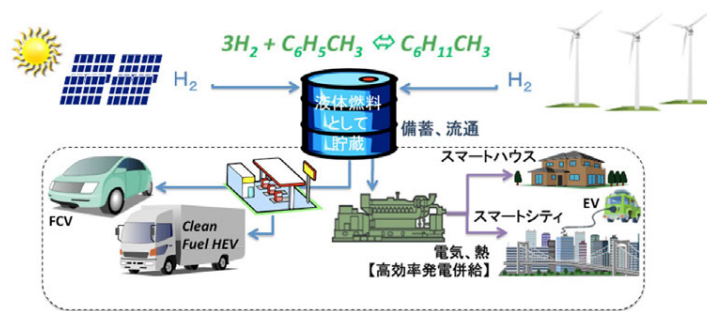 3H₂ + C₆H₅CH₃ ⇔ C₆H₁₁CH₃
H₂
H₂
液体燃料
として
貯蔵
備蓄、流通
スマートハウス
FCV
Clean
Fuel HEV
EV
スマートシティ
電気、熱
【高効率発電併給】